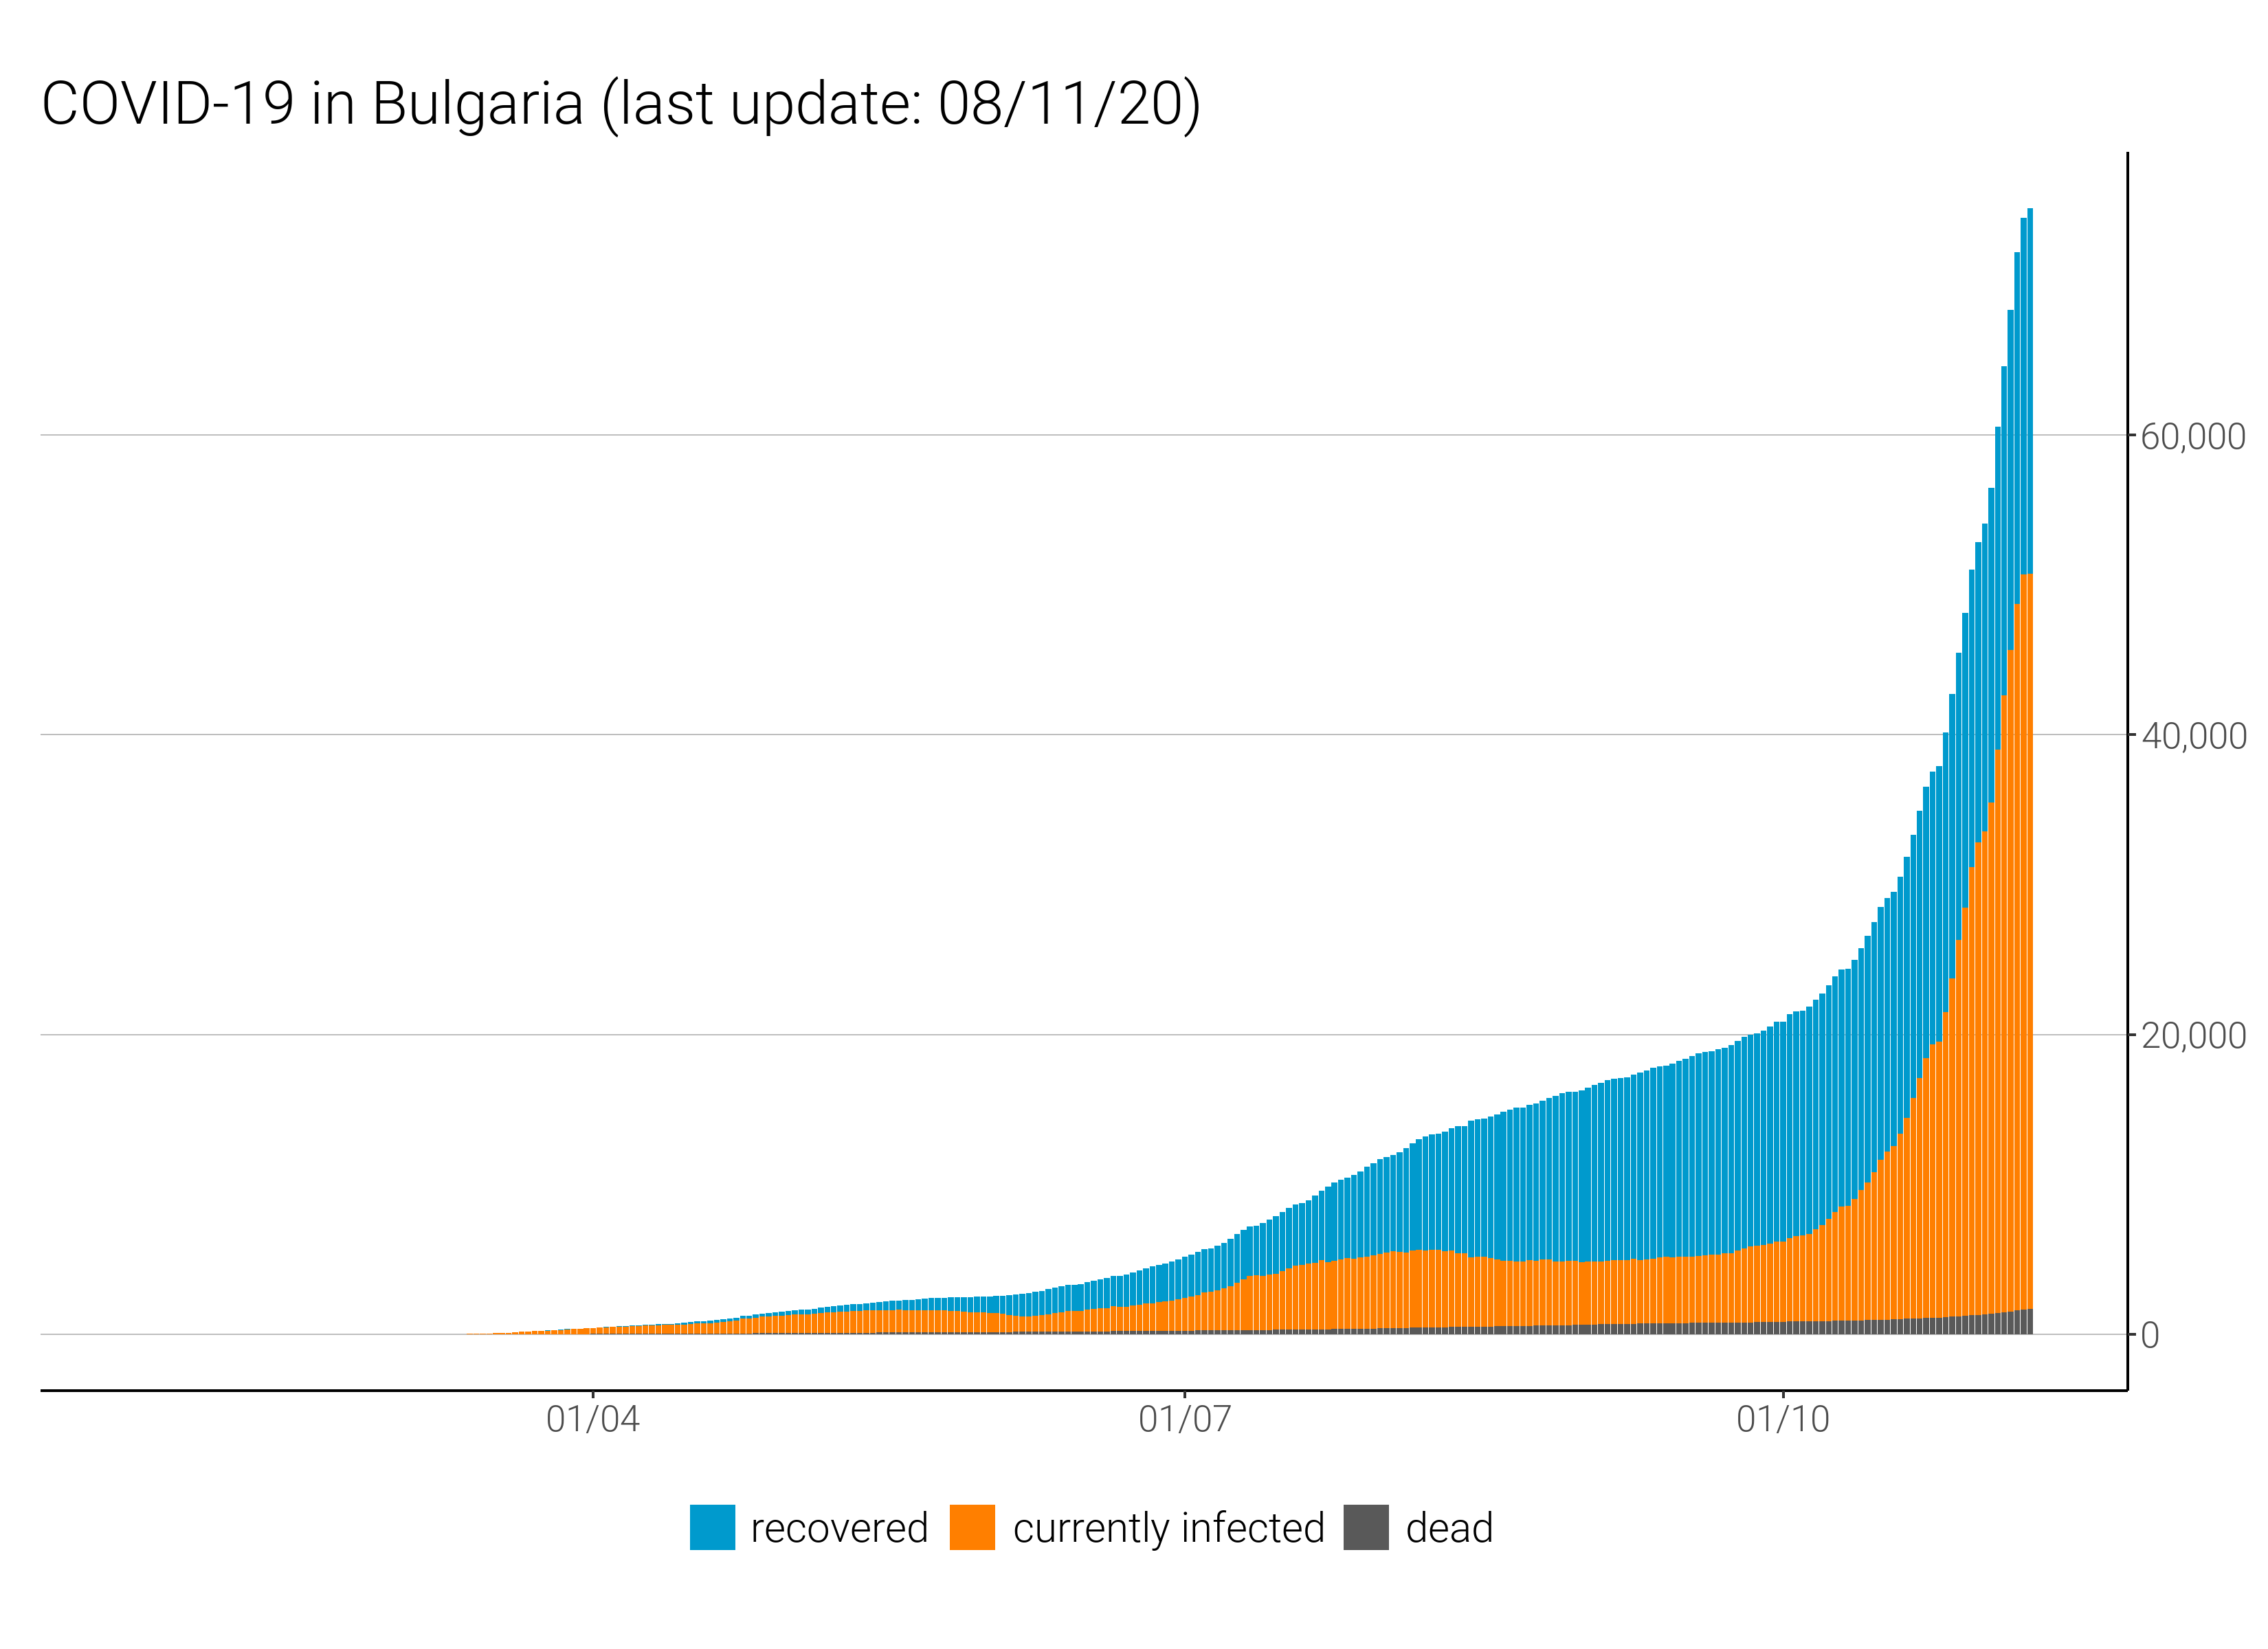 COVID-19 in Bulgaria (last update: 08/11/20)
60,000
40,000
20,000
0
01/04 01/07 01/10
recovered currently infected dead